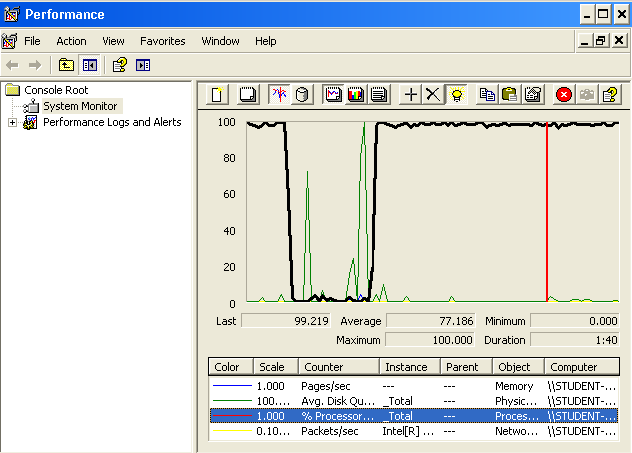 Performance
File Action View Favorites Window Help
Console Root
System Monitor
Performance Logs and Alerts
100
80
60
40
20
0
Last 99.219 Average 77.186 Minimum 0.000
Maximum 100.000 Duration 1:40
Color Scale Counter Instance Parent Object Computer
1.000 Pages/sec --- --- Memory \\STUDENT-...
100.... Avg. Disk Qu... _Total --- Physic... \\STUDENT-...
1.000 % Processor... _Total --- Proces... \\STUDENT-...
0.10... Packets/sec Intel[R] ... --- Netwo... \\STUDENT-...